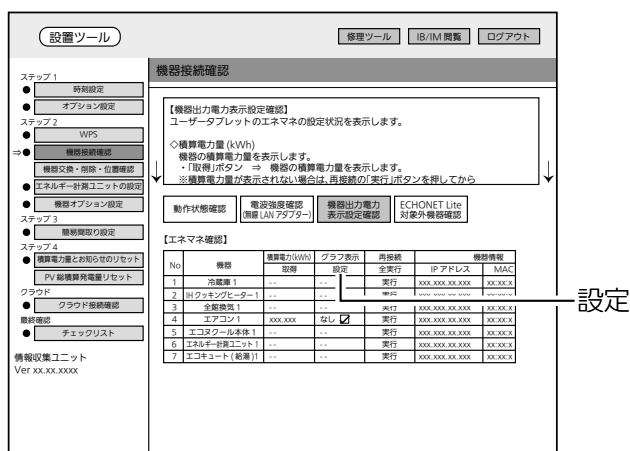 設置ツール
修理ツール
IB/IM 閲覧
ログアウト
ステップ 1
● 時刻設定
● オプション設定
ステップ 2
● WPS
⇒● 機器接続確認
機器交換・削除・位置確認
● エネルギー計測ユニットの設定
● 機器オプション設定
ステップ 3
● 簡易間取り設定
ステップ 4
● 積算電力量とお知らせのリセット
PV 総積算発電量リセット
クラウド
● クラウド接続確認
最終確認
● チェックリスト
情報収集ユニット
Ver xx.xx.xxxx
機器接続確認
【機器出力電力表示設定確認】
ユーザータブレットのエネマネの設定状況を表示します。
◇積算電力量 (kWh)
機器の積算電力量を表示します。
・「取得」ボタン ⇒ 機器の積算電力量を表示します。
※積算電力量が表示されない場合は、再接続の「実行」ボタンを押してから
動作状態確認
電波強度確認
(無線 LAN アダプター)
機器出力電力
表示設定確認
ECHONET Lite
対象外機器確認
【エネマネ確認】
No 機器 積算電力(kWh) グラフ表示 再接続 機器情報
取得 設定 全実行 IP アドレス MAC
1 冷蔵庫 1 - - - - 実行 xxx.xxx.xx.xxx xx:xx:x
2 IH クッキングヒーター 1 - - - - 実行 xxx.xxx.xx.xxx xx:xx:x
3 全館換気 1 - - - - 実行 xxx.xxx.xx.xxx xx:xx:x
4 エアコン 1 xxx.xxx なし ☑ 実行 xxx.xxx.xx.xxx xx:xx:x
5 エコヌクール本体 1 - - - - 実行 xxx.xxx.xx.xxx xx:xx:x
6 エネルギー計測ユニット 1 - - - - 実行 xxx.xxx.xx.xxx xx:xx:x
7 エコキュート ( 給湯 )1 - - - - 実行 xxx.xxx.xx.xxx xx:xx:x
設定